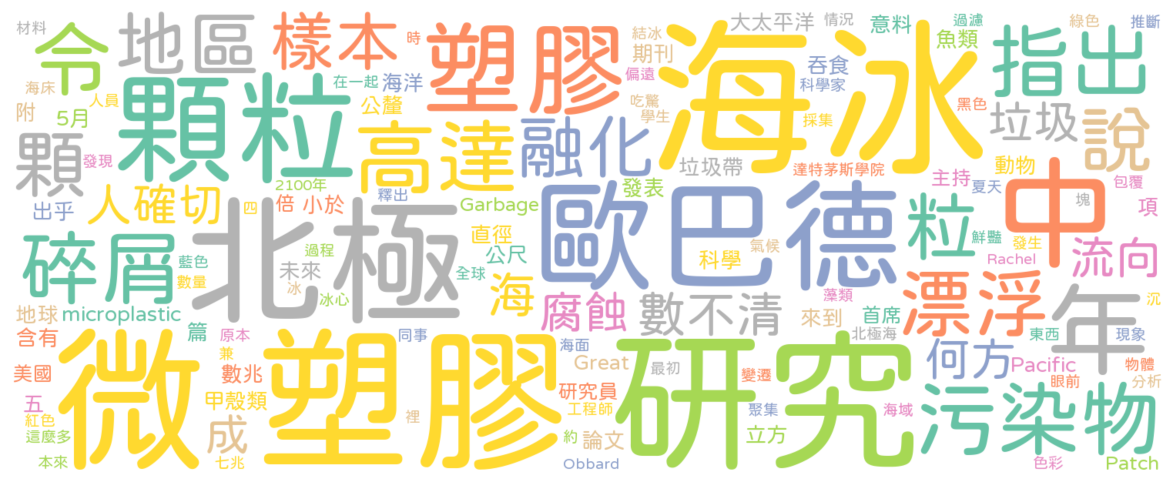 材料
令
地區
樣本
時
塑膠
結冰
期刊
偏遠
大太平洋
情況
意料
過濾
魚類
綠色
推斷
指出
海冰
海床
人員
附
5月
在一起
海洋
公釐
吞食
科學家
黑色
垃圾
說
顆粒
高達
融化
吃驚
學生
採集
顆
發現
垃圾帶
達特茅斯學院
動物
包覆
中
2100年
釋出
發表
主持
夏天
塊
項
出乎
人確切
四
倍
小於
Garbage
歐巴德
粒
鮮豔
發生
Rachel
流向
北極
直徑
公尺
科學
氣候
碎屑
藍色
數量
過程
未來
冰
冰心
全球
海
藻類
漂浮
年
沉
地球
microplastic
篇
腐蝕
數不清
來到
首席
東西
現象
含有
原本
兼
同事
海面
最初
北極海
何方
Pacific
物體
眼前
分析
美國
數兆
微塑膠
Great
研究員
研究
變遷
五
甲殼類
工程師
聚集
海域
污染物
紅色
這麼多
成
裡
約
論文
立方
本來
七兆
Obbard
色彩
Patch